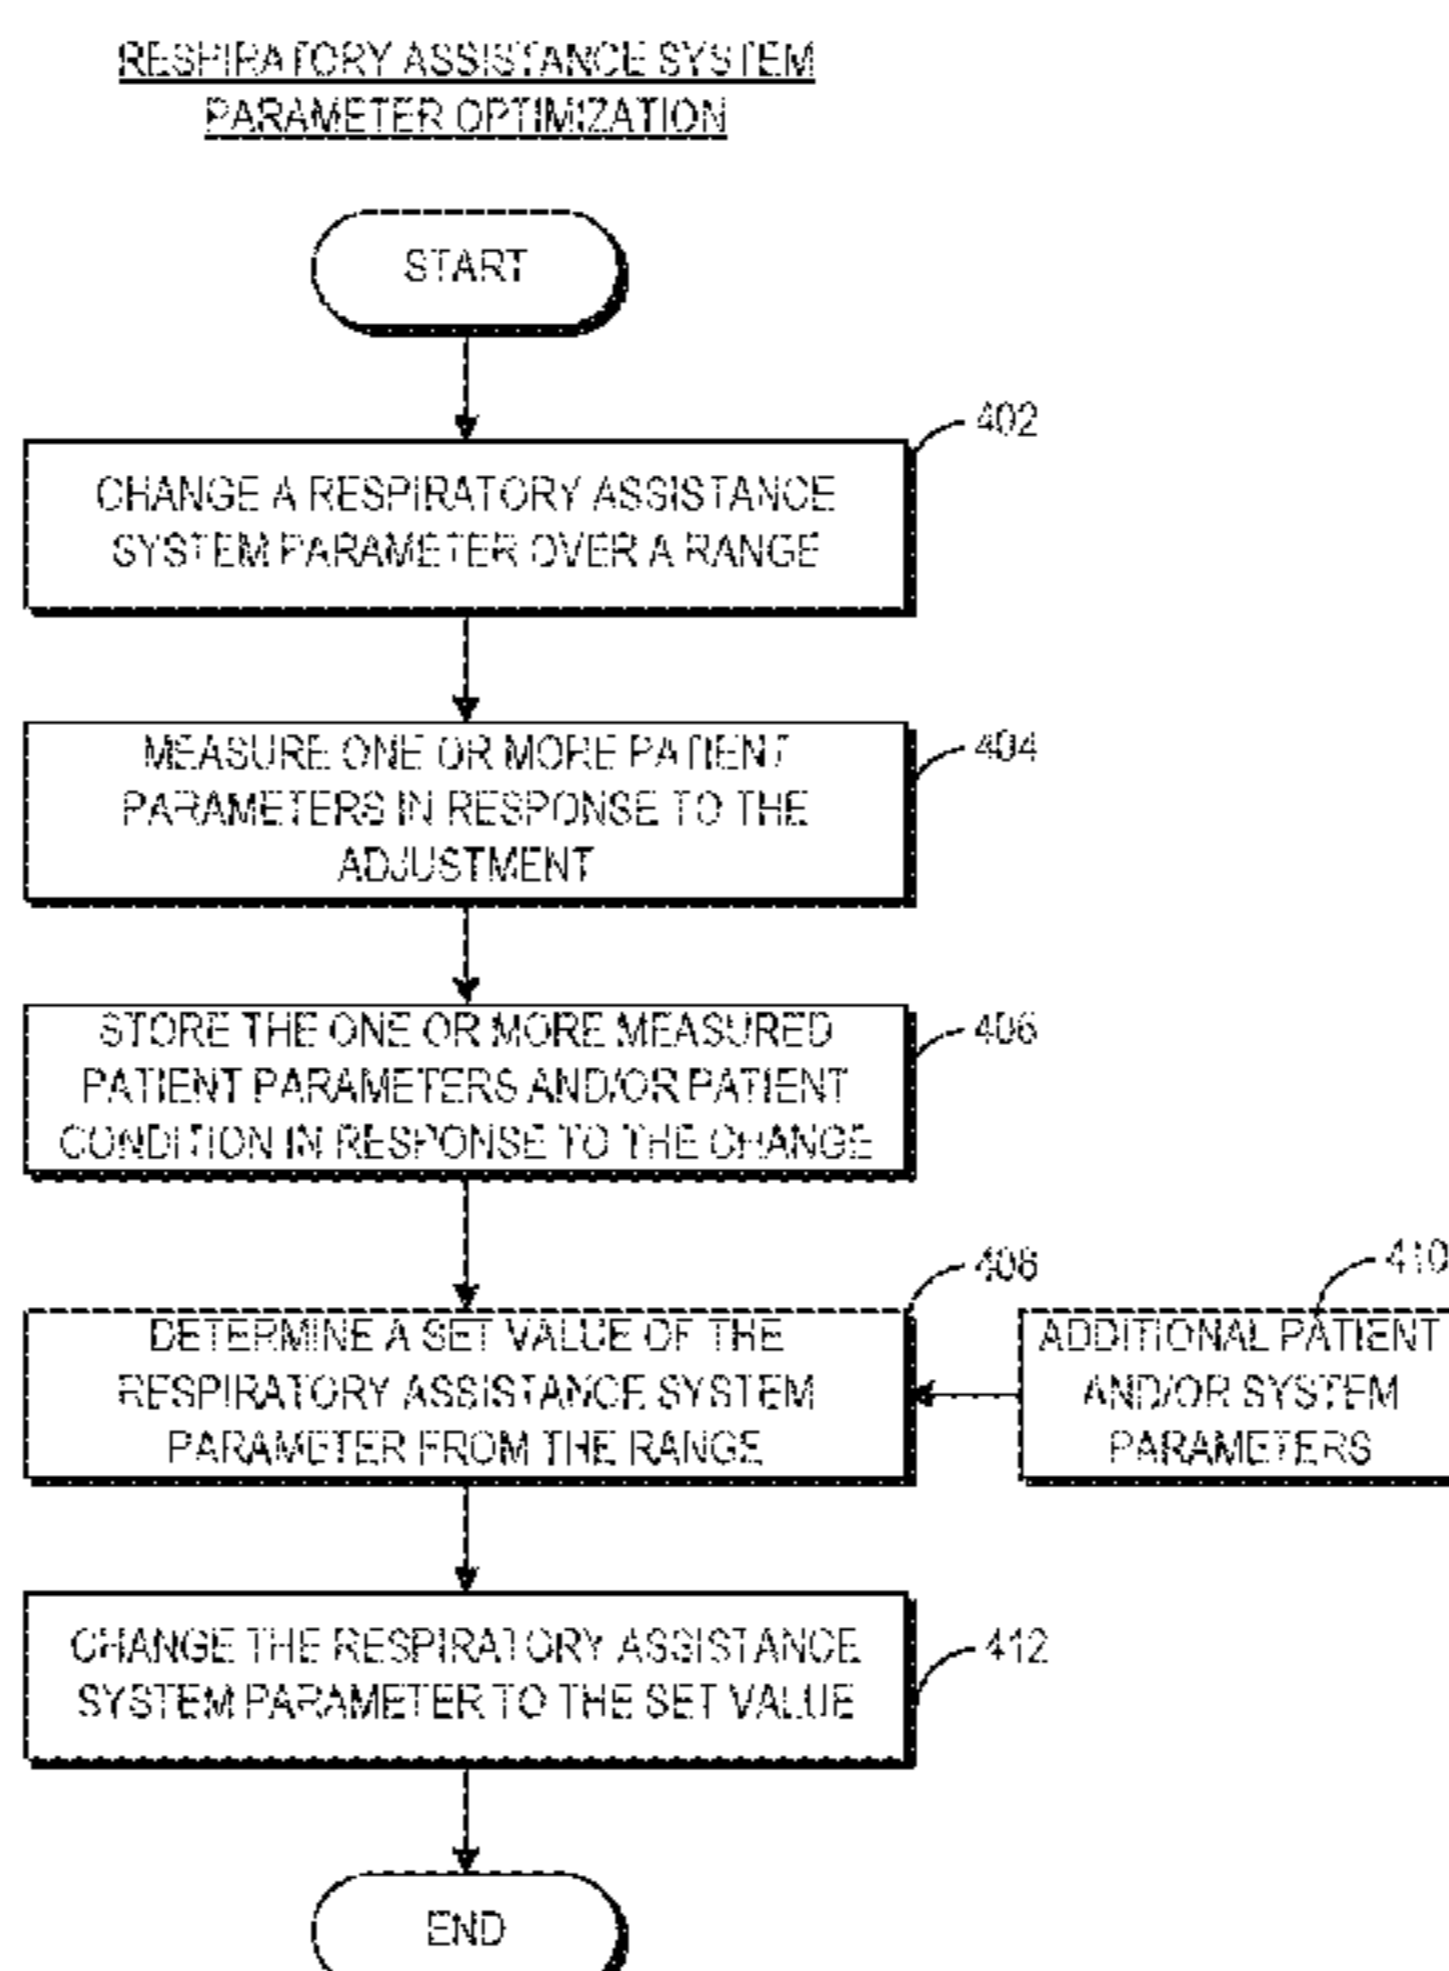 RESPIRATORY ASSISTANCE SYSTEM
PARAMETER OPTIMIZATION
START
402
CHANGE A RESPIRATORY ASSISTANCE
SYSTEM PARAMETER OVER A RANGE
404
MEASURE ONE OR MORE PATIENT
PARAMETERS IN RESPONSE TO THE
ADJUSTMENT
406
STORE THE ONE OR MORE MEASURED
PATIENT PARAMETERS AND/OR PATIENT
CONDITION IN RESPONSE TO THE CHANGE
408
DETERMINE A SET VALUE OF THE
RESPIRATORY ASSISTANCE SYSTEM
PARAMETER FROM THE RANGE
410
ADDITIONAL PATIENT
AND/OR SYSTEM
PARAMETERS
412
CHANGE THE RESPIRATORY ASSISTANCE
SYSTEM PARAMETER TO THE SET VALUE
END